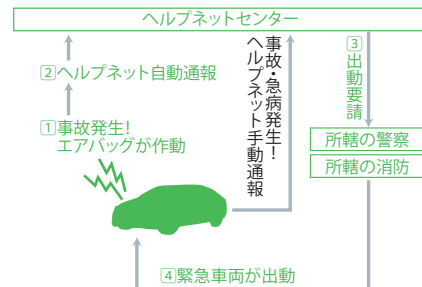 ヘルプネットセンター
③出動要請
②ヘルプネット自動通報
事故・急病発生！
ヘルプネット手動通報
①事故発生！
エアバッグが作動
所轄の警察
所轄の消防
④緊急車両が出動